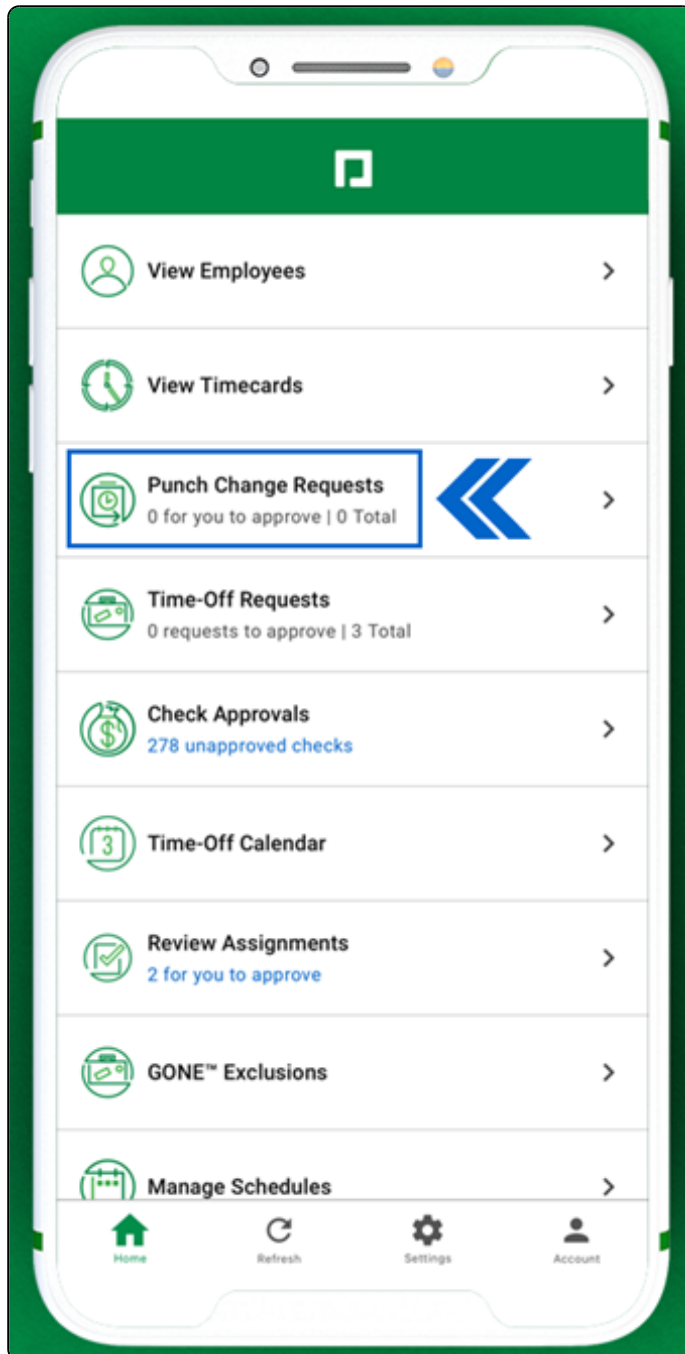 View Employees
View Timecards
Punch Change Requests
0 for you to approve | 0 Total
Time-Off Requests
0 requests to approve | 3 Total
Check Approvals
278 unapproved checks
3
Time-Off Calendar
Review Assignments
2 for you to approve
GONE™ Exclusions
Manage Schedules
Home
Refresh
Settings
Account